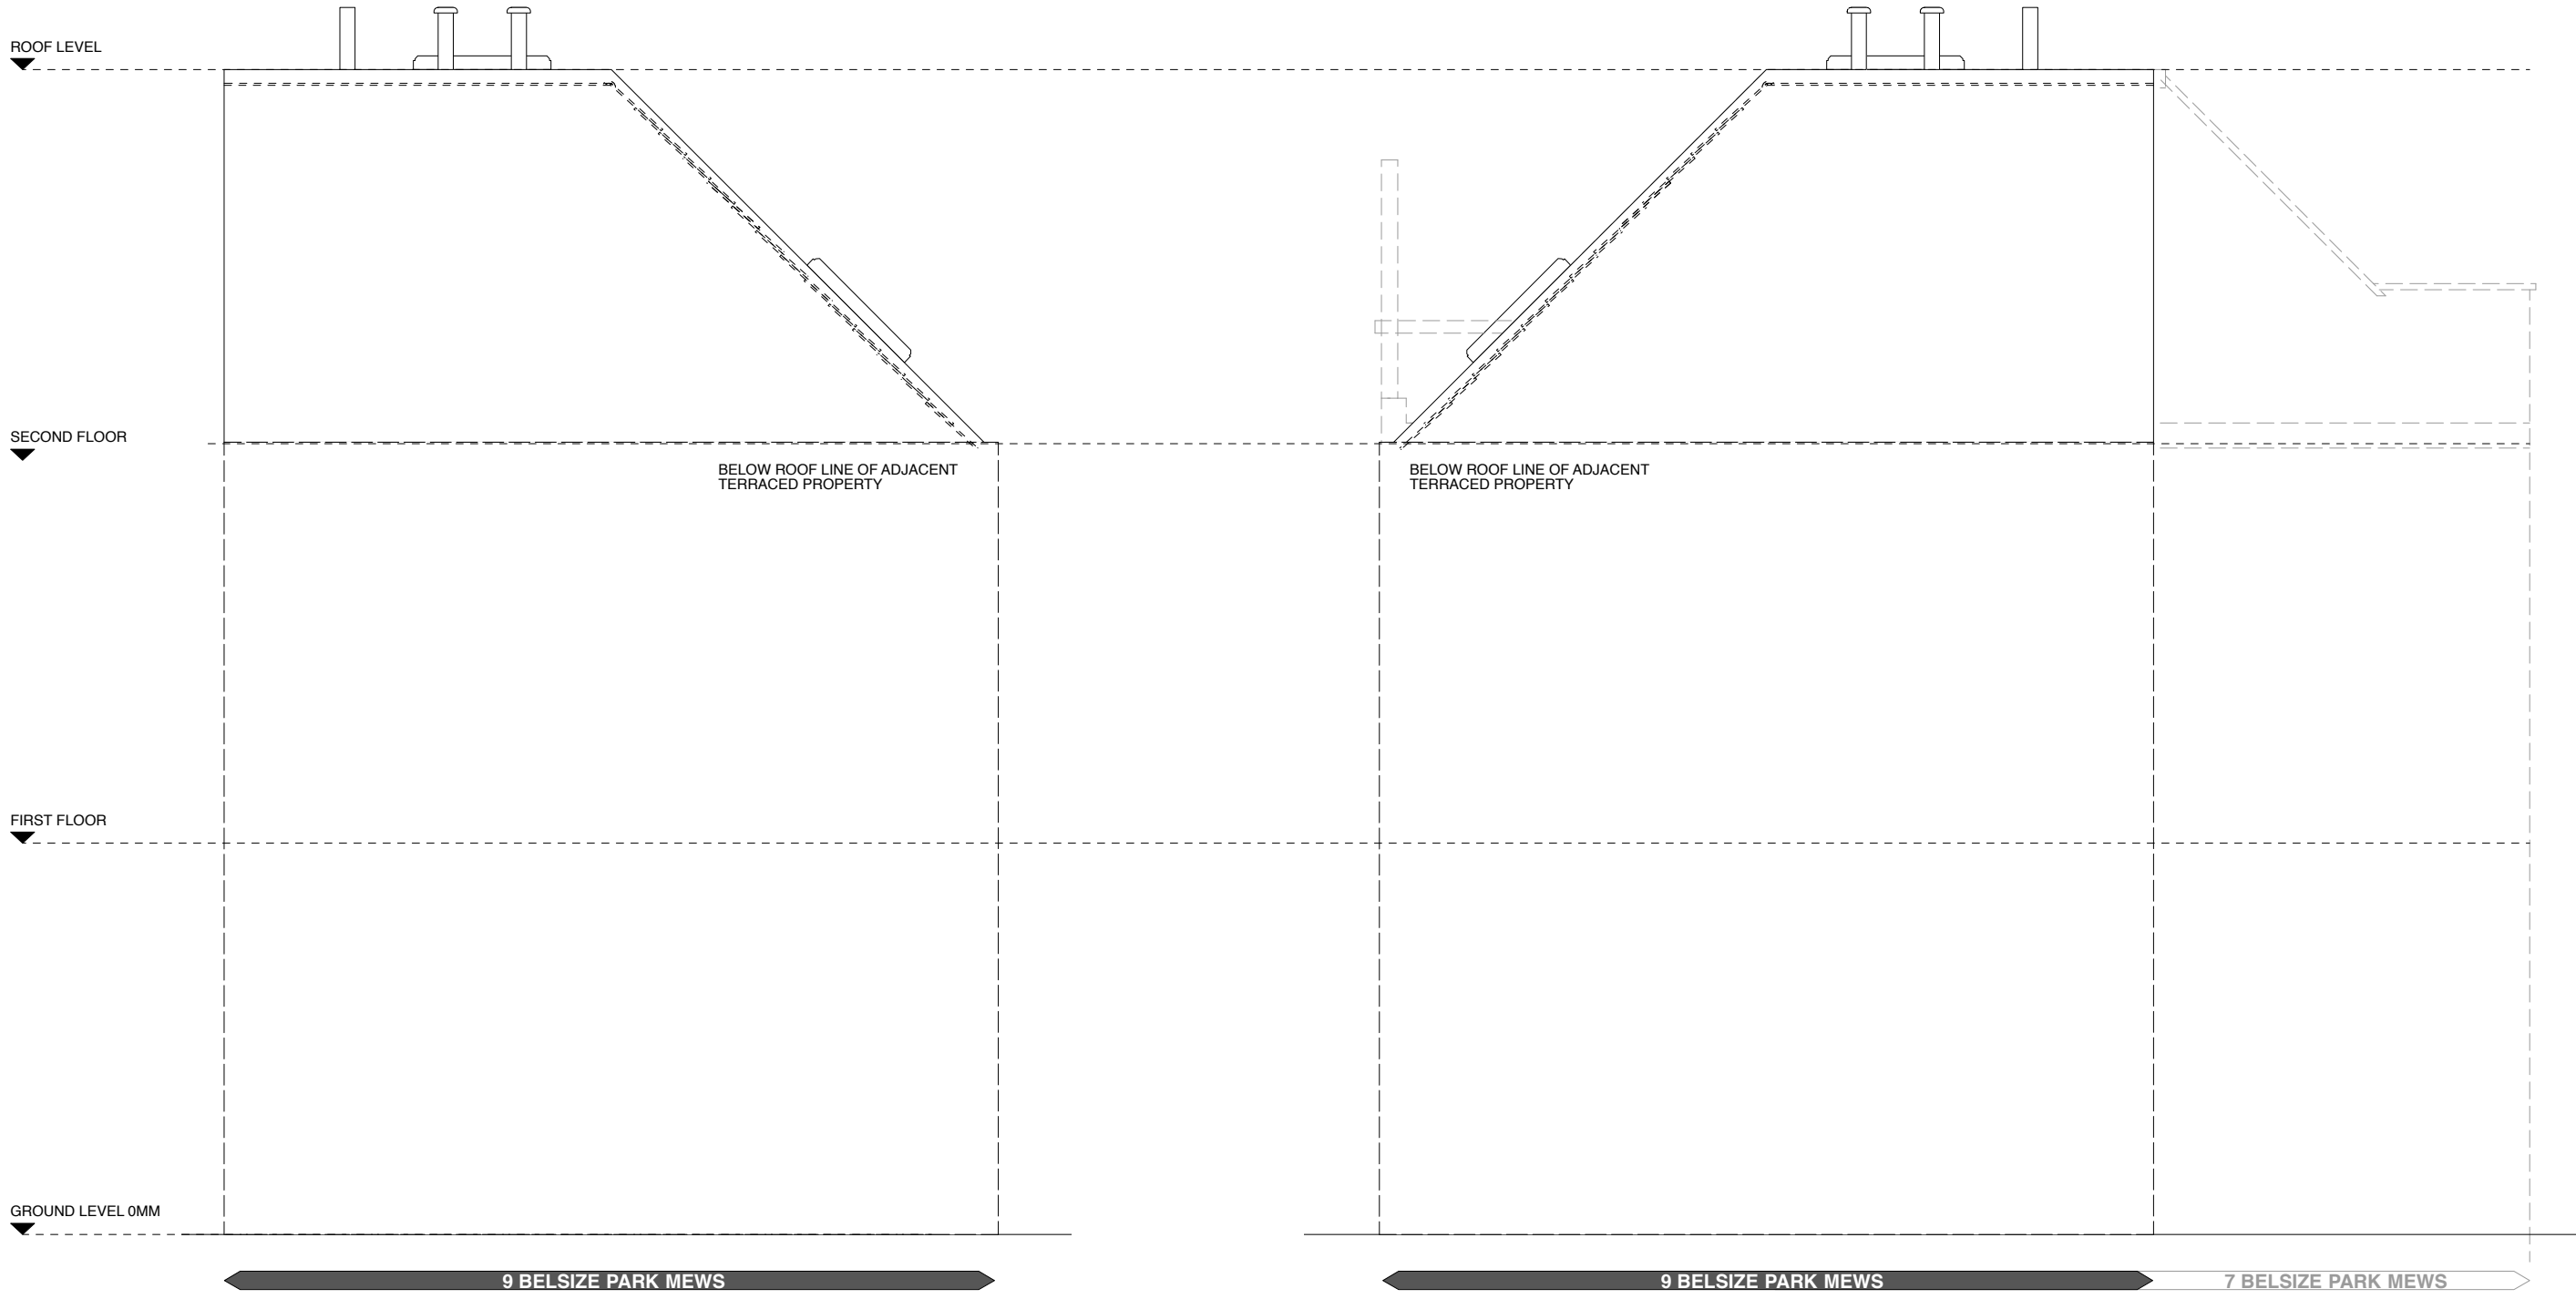 ROOF LEVEL
SECOND FLOOR
BELOW ROOF LINE OF ADJACENT
TERRACED PROPERTY
BELOW ROOF LINE OF ADJACENT
TERRACED PROPERTY
FIRST FLOOR
GROUND LEVEL 0MM
9 BELSIZE PARK MEWS
9 BELSIZE PARK MEWS
7 BELSIZE PARK MEWS